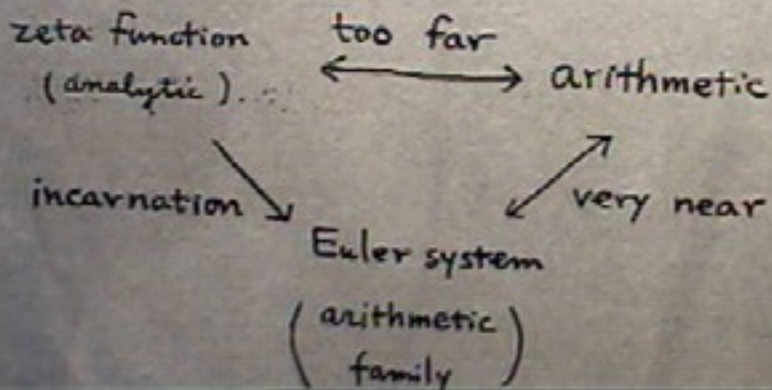 zeta function too far
(analytic) arithmetic
incarnation very near
Euler system
(arithmetic
family)